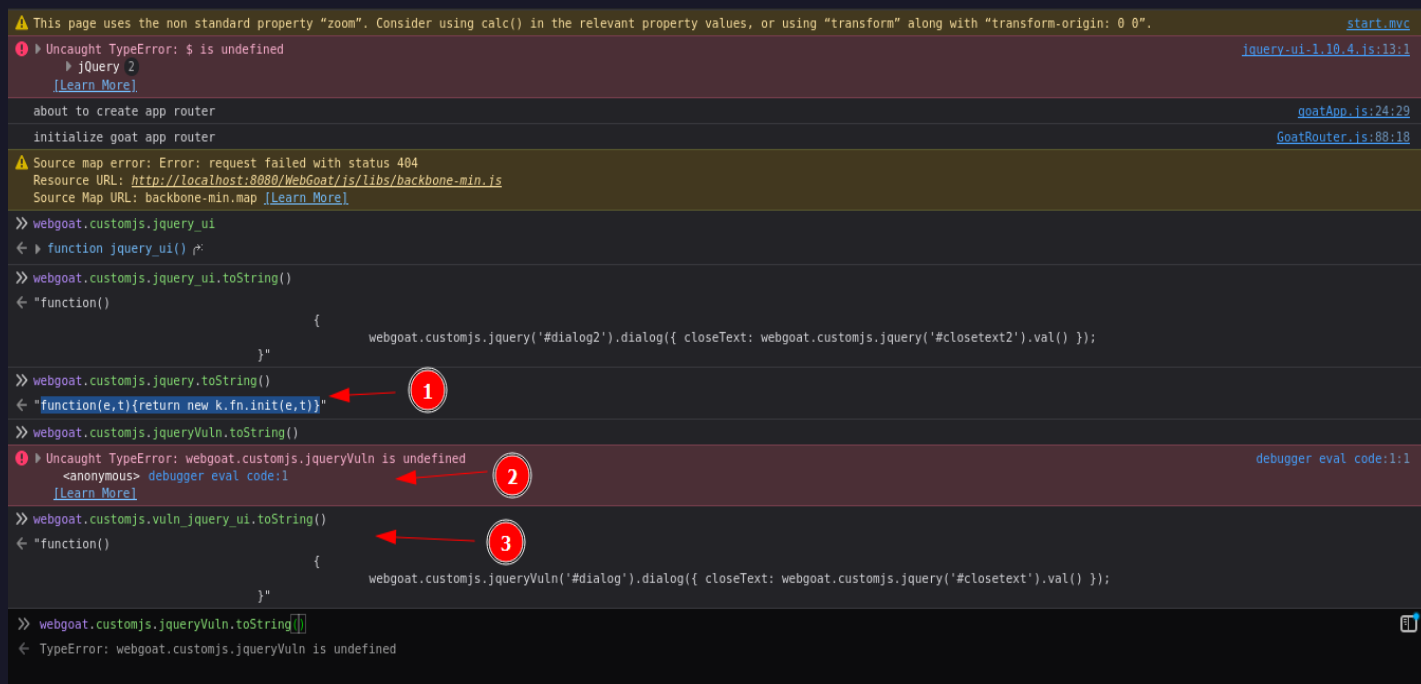 This page uses the non standard property “zoom”. Consider using calc() in the relevant property values, or using “transform” along with “transform-origin: 0 0”. start.mvc
Uncaught TypeError: $ is undefined jquery-ui-1.10.4.js:13:1
jQuery 2
[Learn More]
about to create app router goatApp.js:24:29
initialize goat app router GoatRouter.js:88:18
Source map error: Error: request failed with status 404
Resource URL: http://localhost:8080/WebGoat/js/libs/backbone-min.js
Source Map URL: backbone-min.map [Learn More]
webgoat.customjs.jquery_ui
function jquery_ui()
webgoat.customjs.jquery_ui.toString()
"function()
{
webgoat.customjs.jquery('#dialog2').dialog({ closeText: webgoat.customjs.jquery('#closetext2').val() });
}"
webgoat.customjs.jquery.toString()
1
"function(e,t){return new k.fn.init(e,t)}"
webgoat.customjs.jqueryVuln.toString()
Uncaught TypeError: webgoat.customjs.jqueryVuln is undefined debugger eval code:1:1
<anonymous> debugger eval code:1
2
[Learn More]
webgoat.customjs.vuln_jquery_ui.toString()
3
"function()
{
webgoat.customjs.jqueryVuln('#dialog').dialog({ closeText: webgoat.customjs.jquery('#closetext').val() });
}"
webgoat.customjs.jqueryVuln.toString()
TypeError: webgoat.customjs.jqueryVuln is undefined